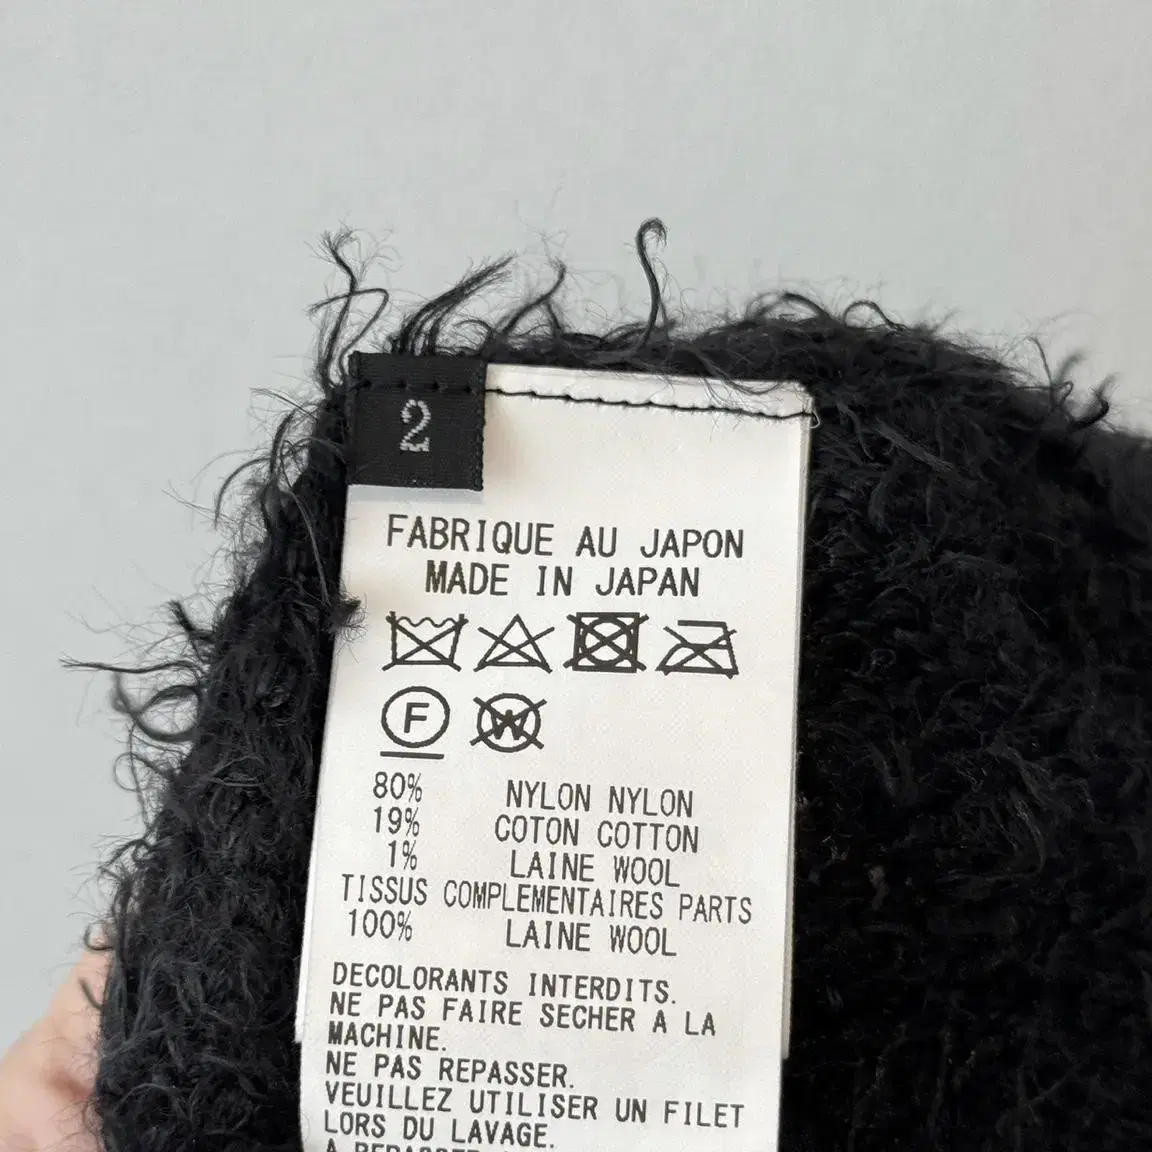 2
FABRIQUE AU JAPON
MADE IN JAPAN
F W
80% NYLON NYLON
19% COTON COTTON
1% LAINE WOOL
TISSUS COMPLEMENTAIRES PARTS
100% LAINE WOOL
DECOLORANTS INTERDITS.
NE PAS FAIRE SECHER A LA
MACHINE.
NE PAS REPASSER.
VEUILLEZ UTILISER UN FILET
LORS DU LAVAGE.